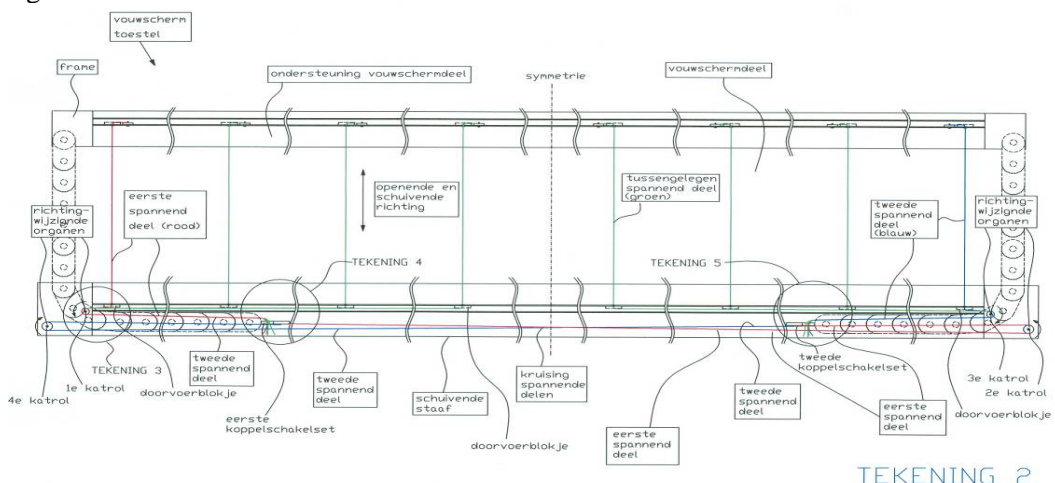 vouwscherm
toestel
frame
ondersteuning vouwschermdeel
symmetrie
vouwschermdeel
richting-
wijzignde
organen
eerste
spannend
deel (rood)
openende en
schuivende
richting
tussengelegen
spannend deel
(groen)
tweede
spannend
deel
(blauw)
richting-
wijzignde
organen
TEKENING 4
TEKENING 5
TEKENING 3
4e katrol
1e katrol
doorvoerblokje
tweede
spannend
deel
eerste
koppelschakelset
tweede
spannend
deel
schuivende
staaf
doorvoerblokje
kruising
spannende
delen
eerste
spannend
deel
tweede
spannend
deel
tweede
koppelschakelset
eerste
spannend
deel
3e katrol
2e katrol
doorvoerblokje
TEKENING 2